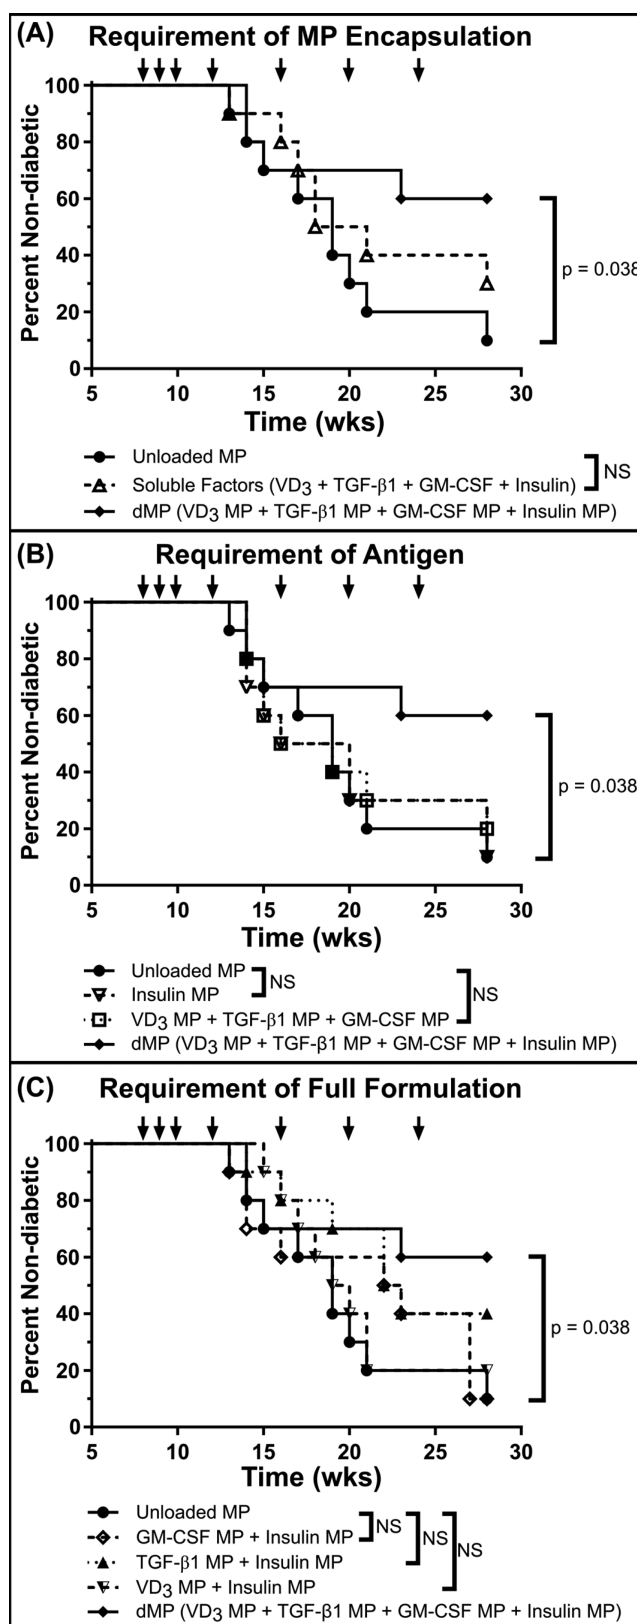 (A) Requirement of MP Encapsulation
Percent Non-diabetic
100
80
60
40
20
0
p = 0.038
5 10 15 20 25 30
Time (wks)
Unloaded MP
Soluble Factors (VD3 + TGF-β1 + GM-CSF + Insulin)
NS
dMP (VD3 MP + TGF-β1 MP + GM-CSF MP + Insulin MP)
(B) Requirement of Antigen
Percent Non-diabetic
100
80
60
40
20
0
p = 0.038
5 10 15 20 25 30
Time (wks)
Unloaded MP
Insulin MP
NS
VD3 MP + TGF-β1 MP + GM-CSF MP
NS
dMP (VD3 MP + TGF-β1 MP + GM-CSF MP + Insulin MP)
(C) Requirement of Full Formulation
Percent Non-diabetic
100
80
60
40
20
0
p = 0.038
5 10 15 20 25 30
Time (wks)
Unloaded MP
GM-CSF MP + Insulin MP
NS
TGF-β1 MP + Insulin MP
NS
VD3 MP + Insulin MP
NS
dMP (VD3 MP + TGF-β1 MP + GM-CSF MP + Insulin MP)